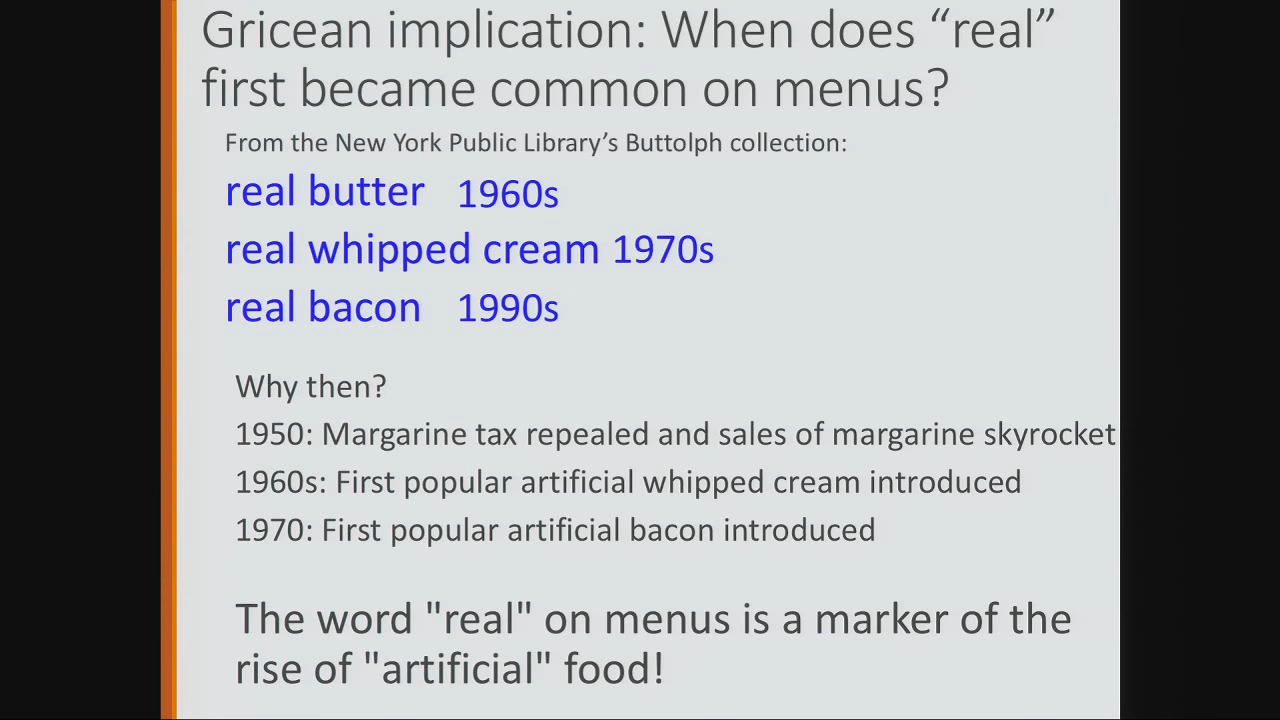 Gricean implication: When does “real”
first became common on menus?
From the New York Public Library’s Buttolph collection:
real butter 1960s
real whipped cream 1970s
real bacon 1990s
Why then?
1950: Margarine tax repealed and sales of margarine skyrocket
1960s: First popular artificial whipped cream introduced
1970: First popular artificial bacon introduced
The word "real" on menus is a marker of the
rise of "artificial" food!